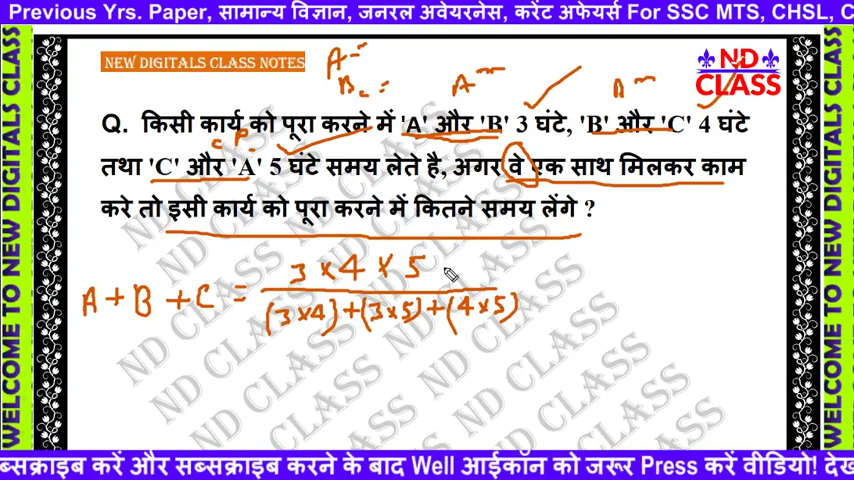 Previous Yrs. Paper, सामान्य विज्ञान, जनरल अवेयरनेस, करेंट अफेयर्स For SSC MTS, CHSL, C
NEW DIGITALS CLASS NOTES
ND
CLASS
A =
B =
A
B
Q. किसी कार्य को पूरा करने में 'A' और 'B' 3 घंटे, 'B' और 'C' 4 घंटे
तथा 'C' और 'A' 5 घंटे समय लेते है, अगर वे एक साथ मिलकर काम
करे तो इसी कार्य को पूरा करने में कितने समय लेंगे ?
A + B + C = 3 × 4 × 5
(3×4) + (3×5) + (4×5)
WELCOME TO NEW DIGITALS CLASS
WELCOME TO NEW DIGITALS CLASS
ND CLASS
ब्सक्राइब करें और सब्सक्राइब करने के बाद Well आईकॉन को जरूर Press करें वीडियो! देख